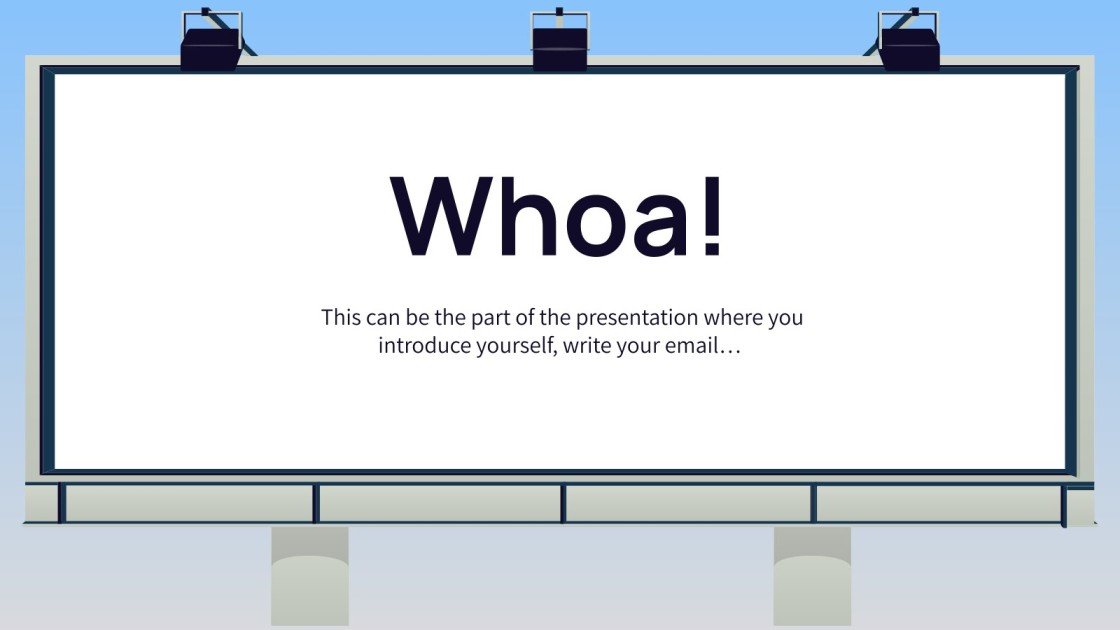 Whoa!
This can be the part of the presentation where you
introduce yourself, write your email…